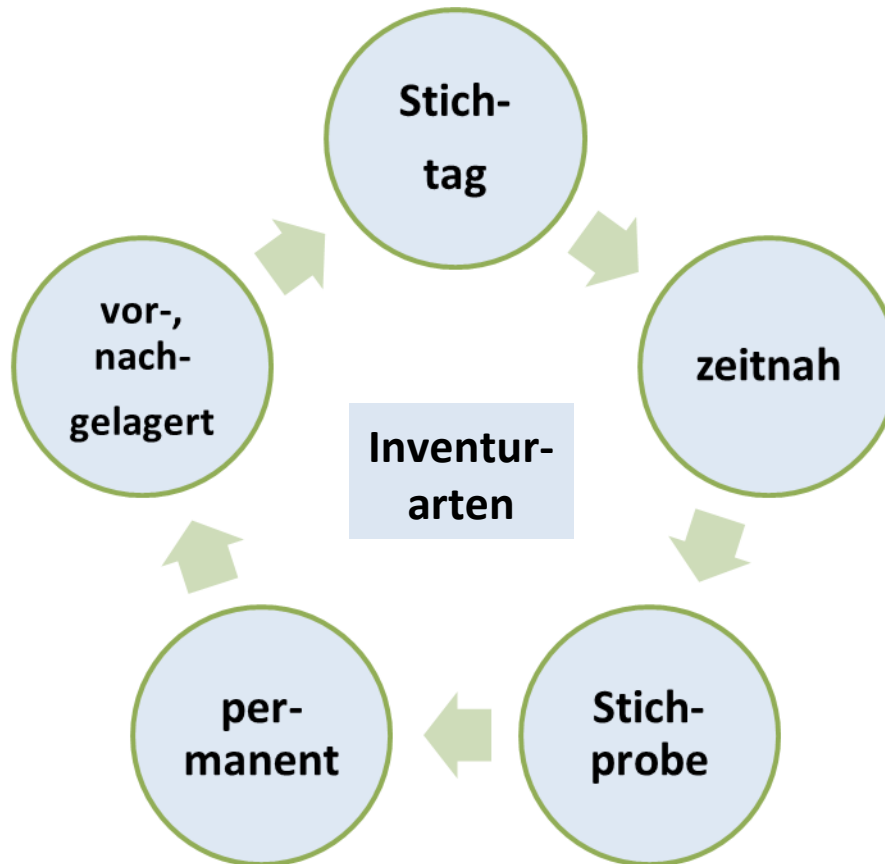 Stich-
tag
zeitnah
Stich-
probe
per-
manent
vor-,
nach-
gelagert
Inventur-
arten